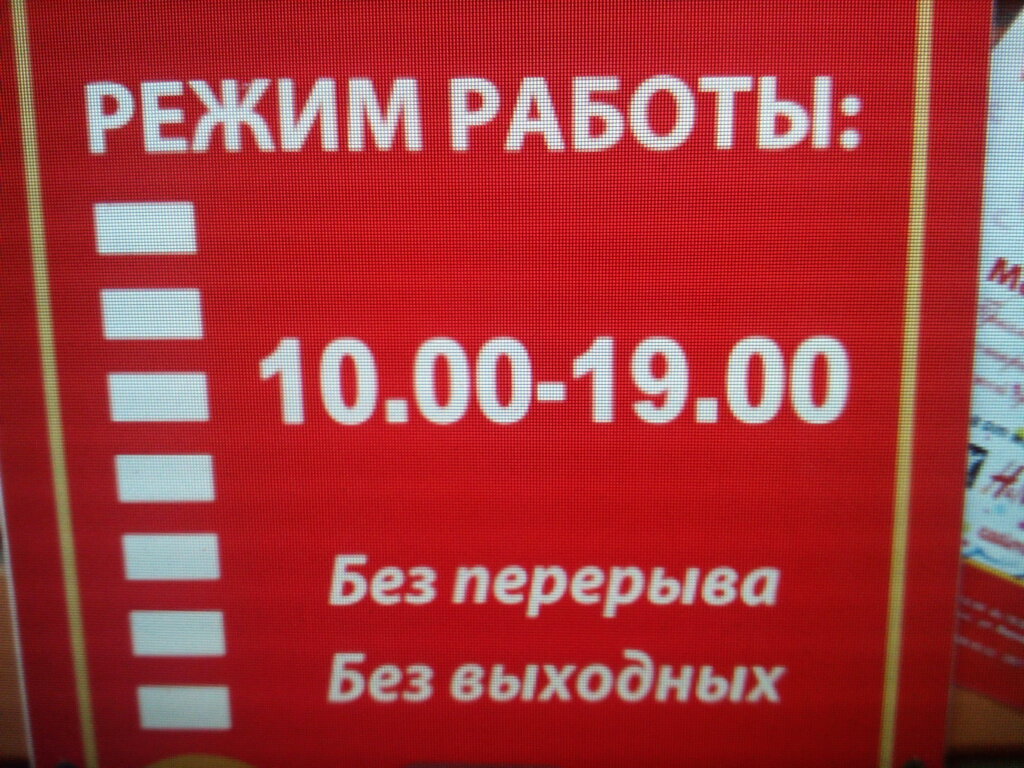 РЕЖИМ РАБОТЫ:
10.00-19.00
Без перерыва
Без выходных